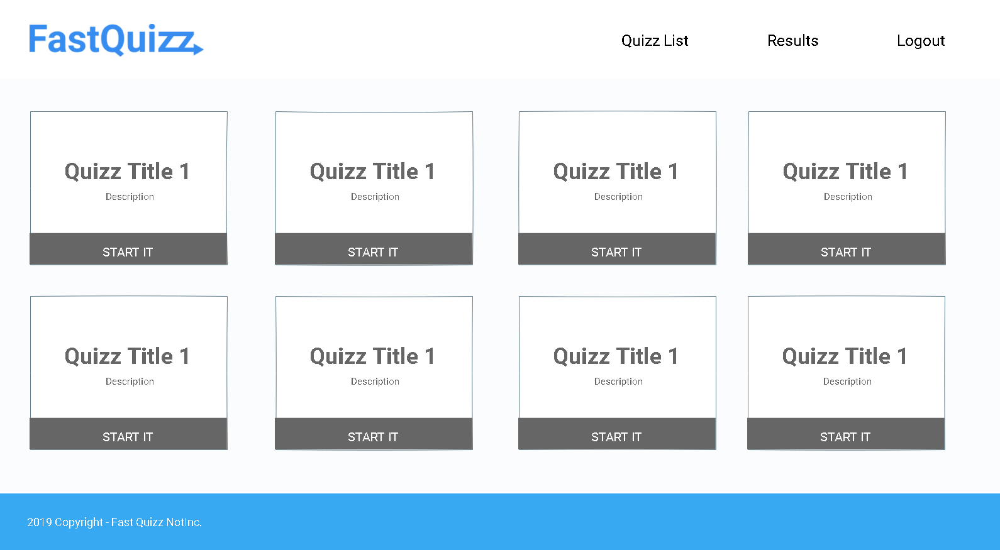 FastQuizz
Quizz List Results Logout
Quizz Title 1 Quizz Title 1 Quizz Title 1 Quizz Title 1
Description Description Description Description
START IT START IT START IT START IT
Quizz Title 1 Quizz Title 1 Quizz Title 1 Quizz Title 1
Description Description Description Description
START IT START IT START IT START IT
2019 Copyright - Fast Quizz NotInc.